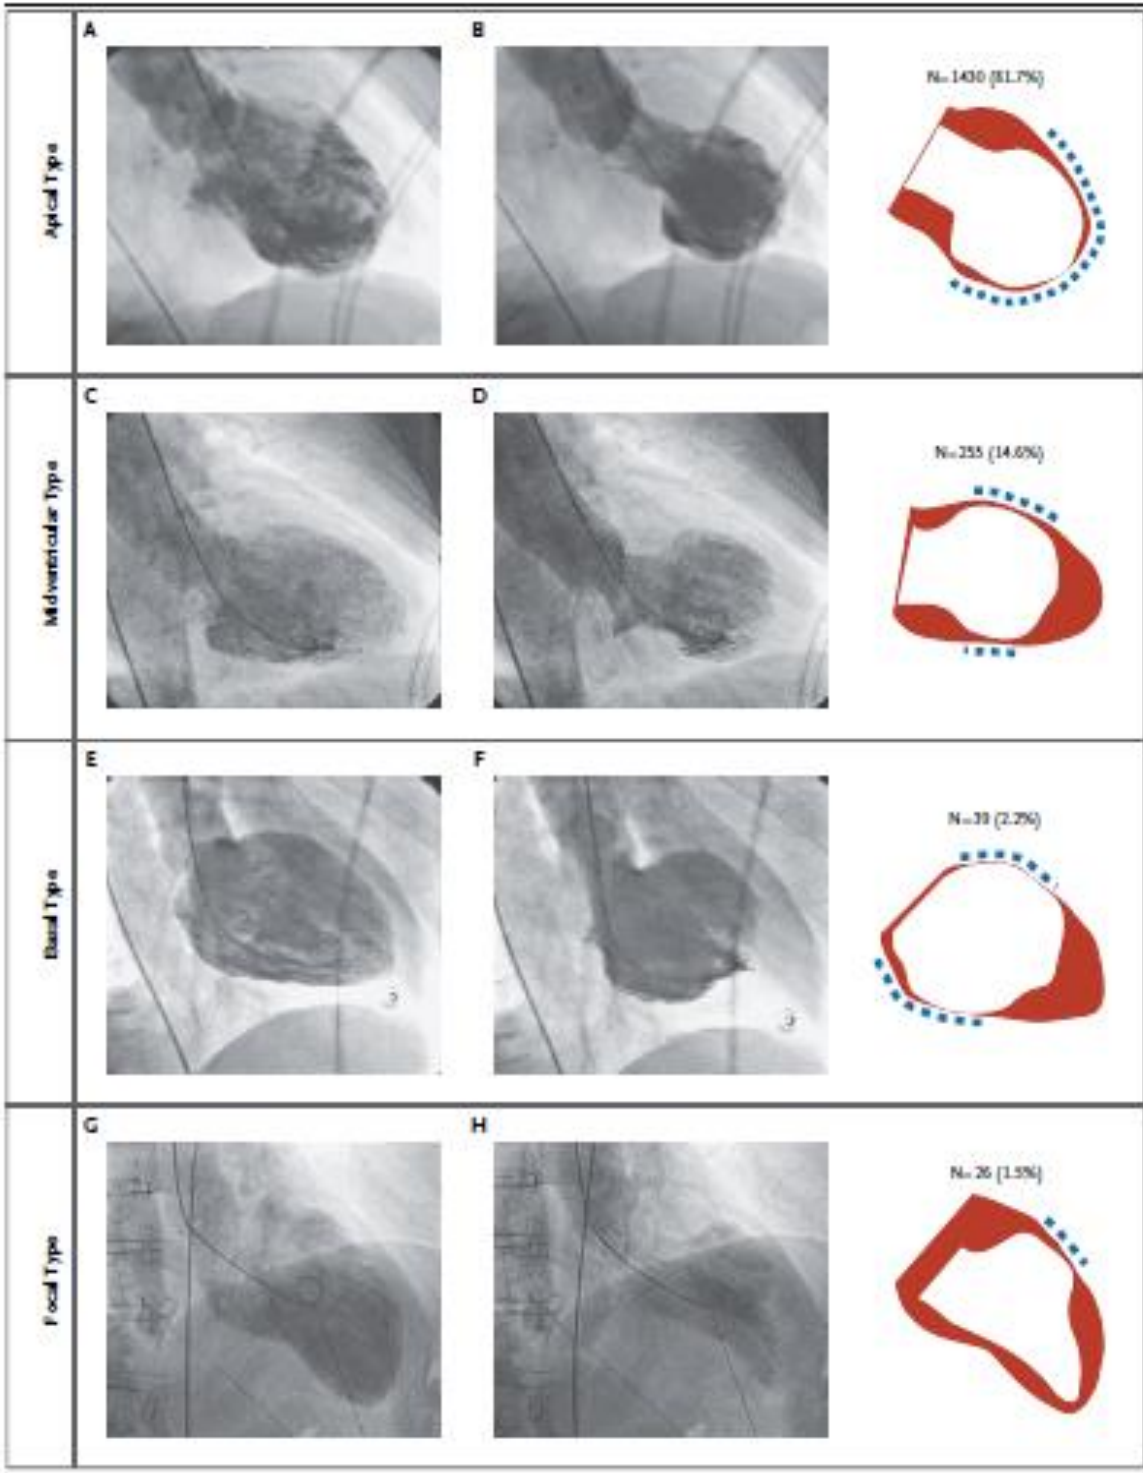 A
B
N=1430 (81.7%)
Apical Type
C
D
N=255 (14.6%)
Midventricular Type
E
F
N=39 (2.2%)
Basal Type
G
H
N=26 (1.5%)
Focal Type